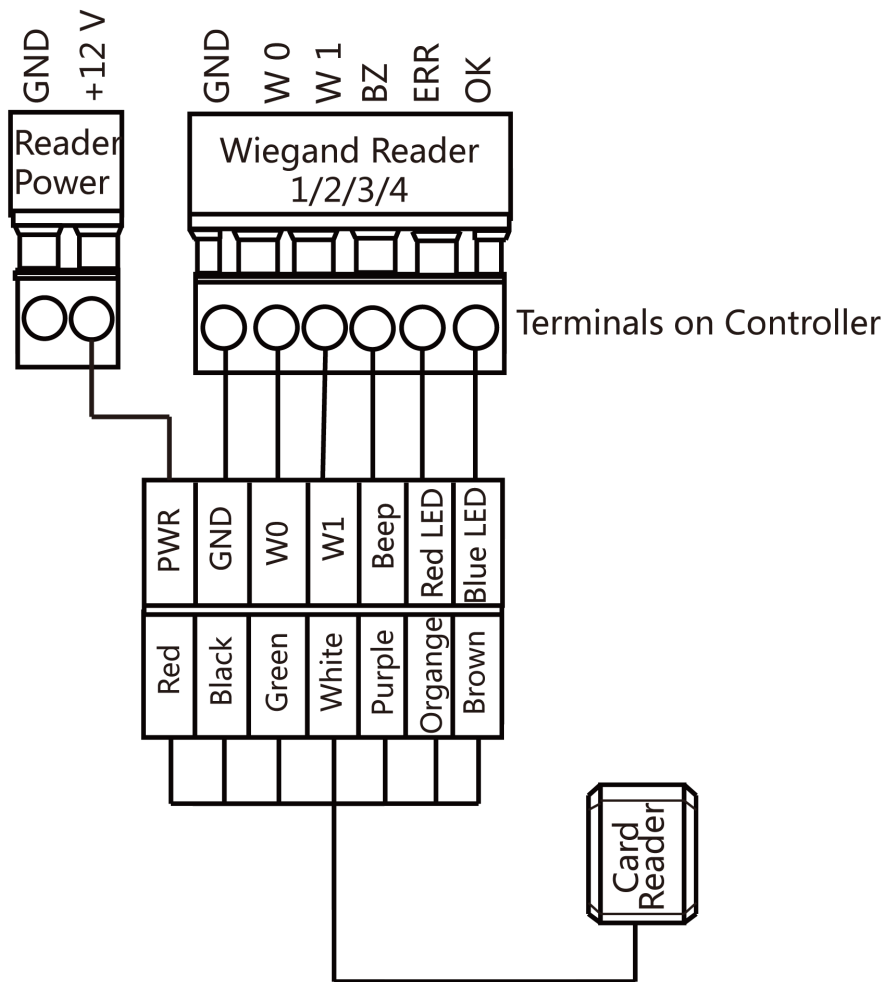 GND
+12 V
GND
W 0
W 1
BZ
ERR
OK
Reader
Power
Wiegand Reader
1/2/3/4
Terminals on Controller
PWR
GND
W0
W1
Beep
Red LED
Blue LED
Red
Black
Green
White
Purple
Organge
Brown
Card
Reader